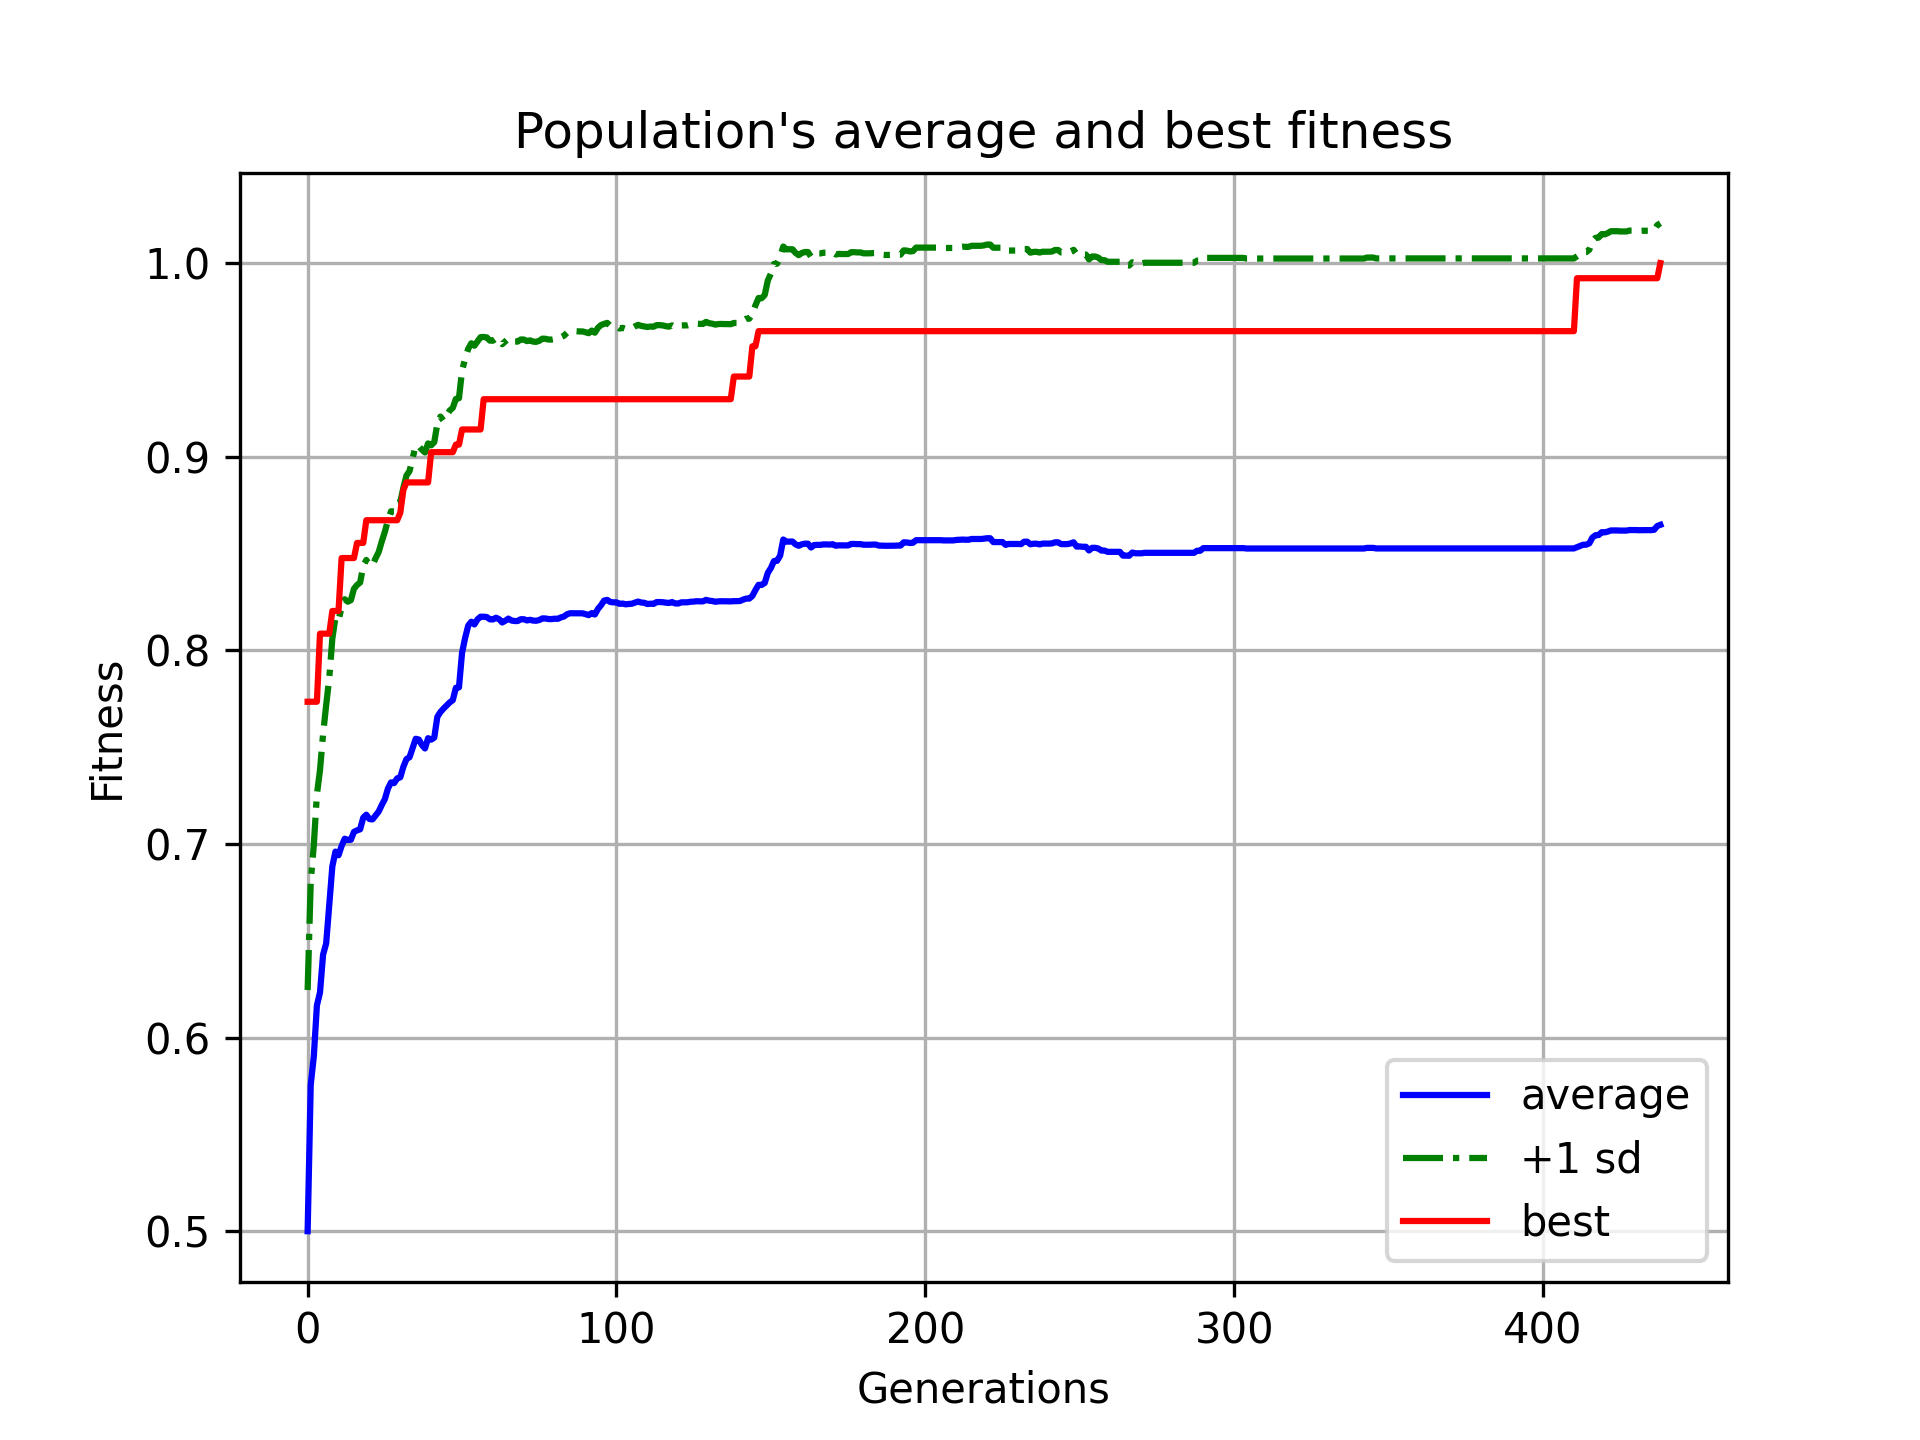 Population's average and best fitness
1.0
0.9
0.8
0.7
0.6
0.5
Fitness
0 100 200 300 400
Generations
average
+1 sd
best